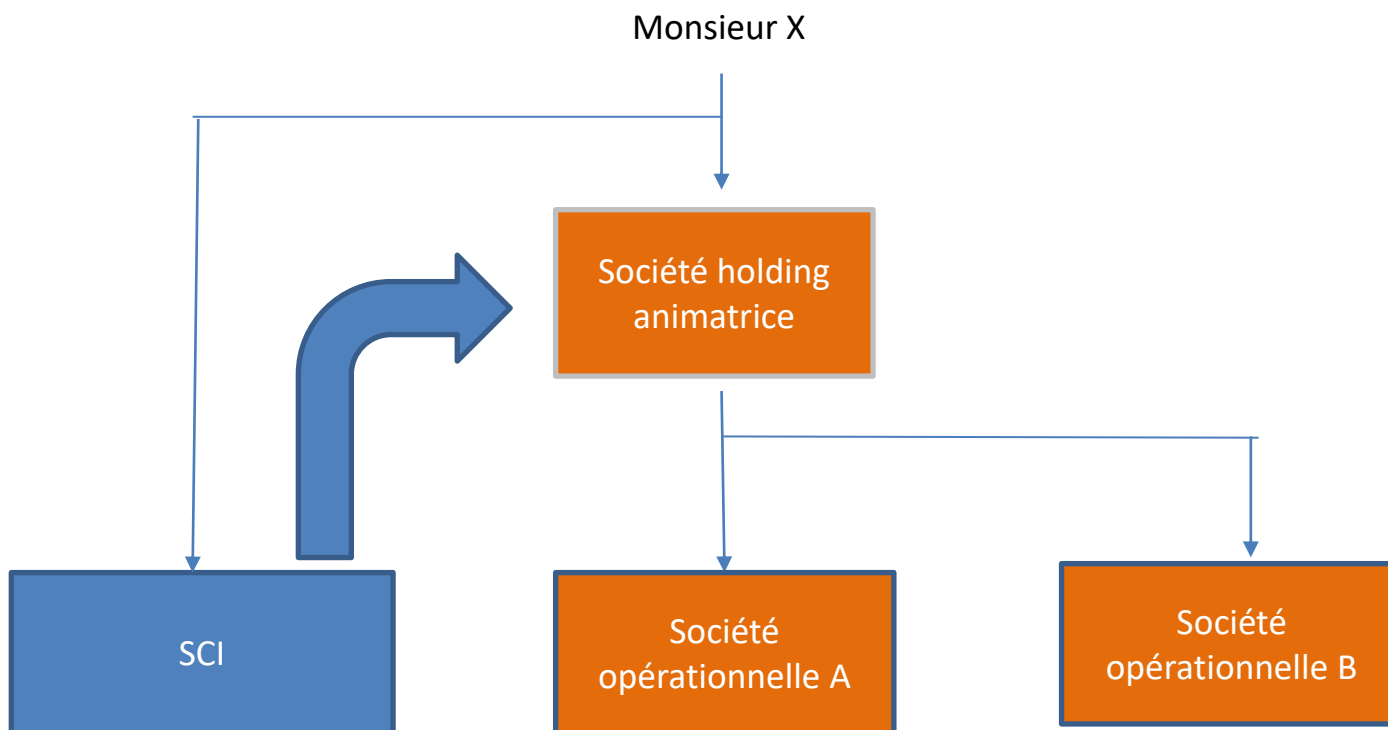 Monsieur X
Société holding
animatrice
SCI
Société
opérationnelle A
Société
opérationnelle B